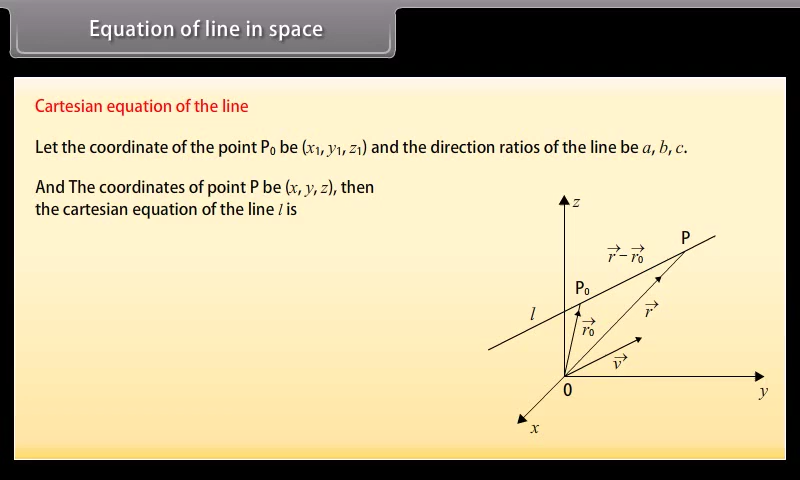 Equation of line in space
Cartesian equation of the line
Let the coordinate of the point P₀ be (x₁, y₁, z₁) and the direction ratios of the line be a, b, c.
And The coordinates of point P be (x, y, z), then
the cartesian equation of the line l is
z
P
r⃗ – r⃗₀
P₀
l
r⃗
r⃗₀
v⃗
0
y
x